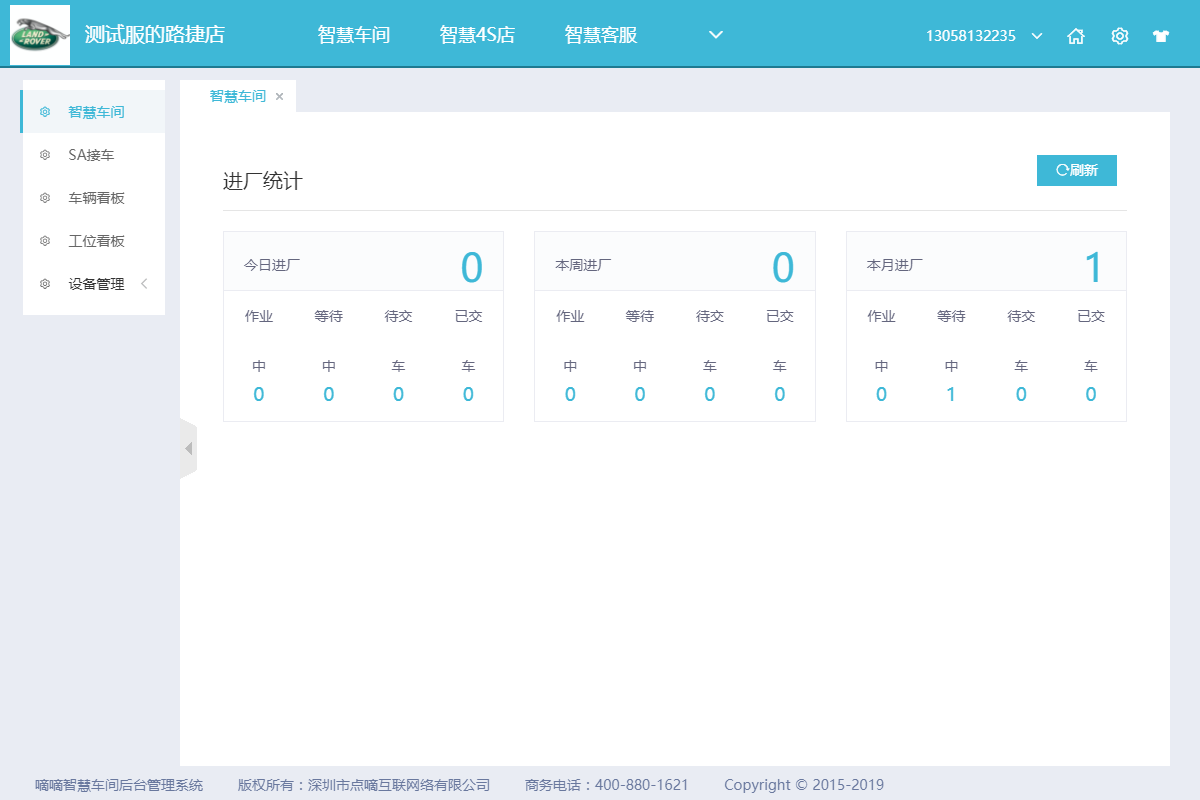 LAND-
-ROVER
测试服的路捷店
智慧车间
智慧4S店
智慧客服
13058132235
智慧车间
SA接车
车辆看板
工位看板
设备管理
智慧车间
进厂统计
刷新
今日进厂 0
作业中 等待中 待交车 已交车
0 0 0 0
本周进厂 0
作业中 等待中 待交车 已交车
0 0 0 0
本月进厂 1
作业中 等待中 待交车 已交车
0 1 0 0
嘀嘀智慧车间后台管理系统 版权所有：深圳市点嘀互联网络有限公司 商务电话：400-880-1621 Copyright © 2015-2019